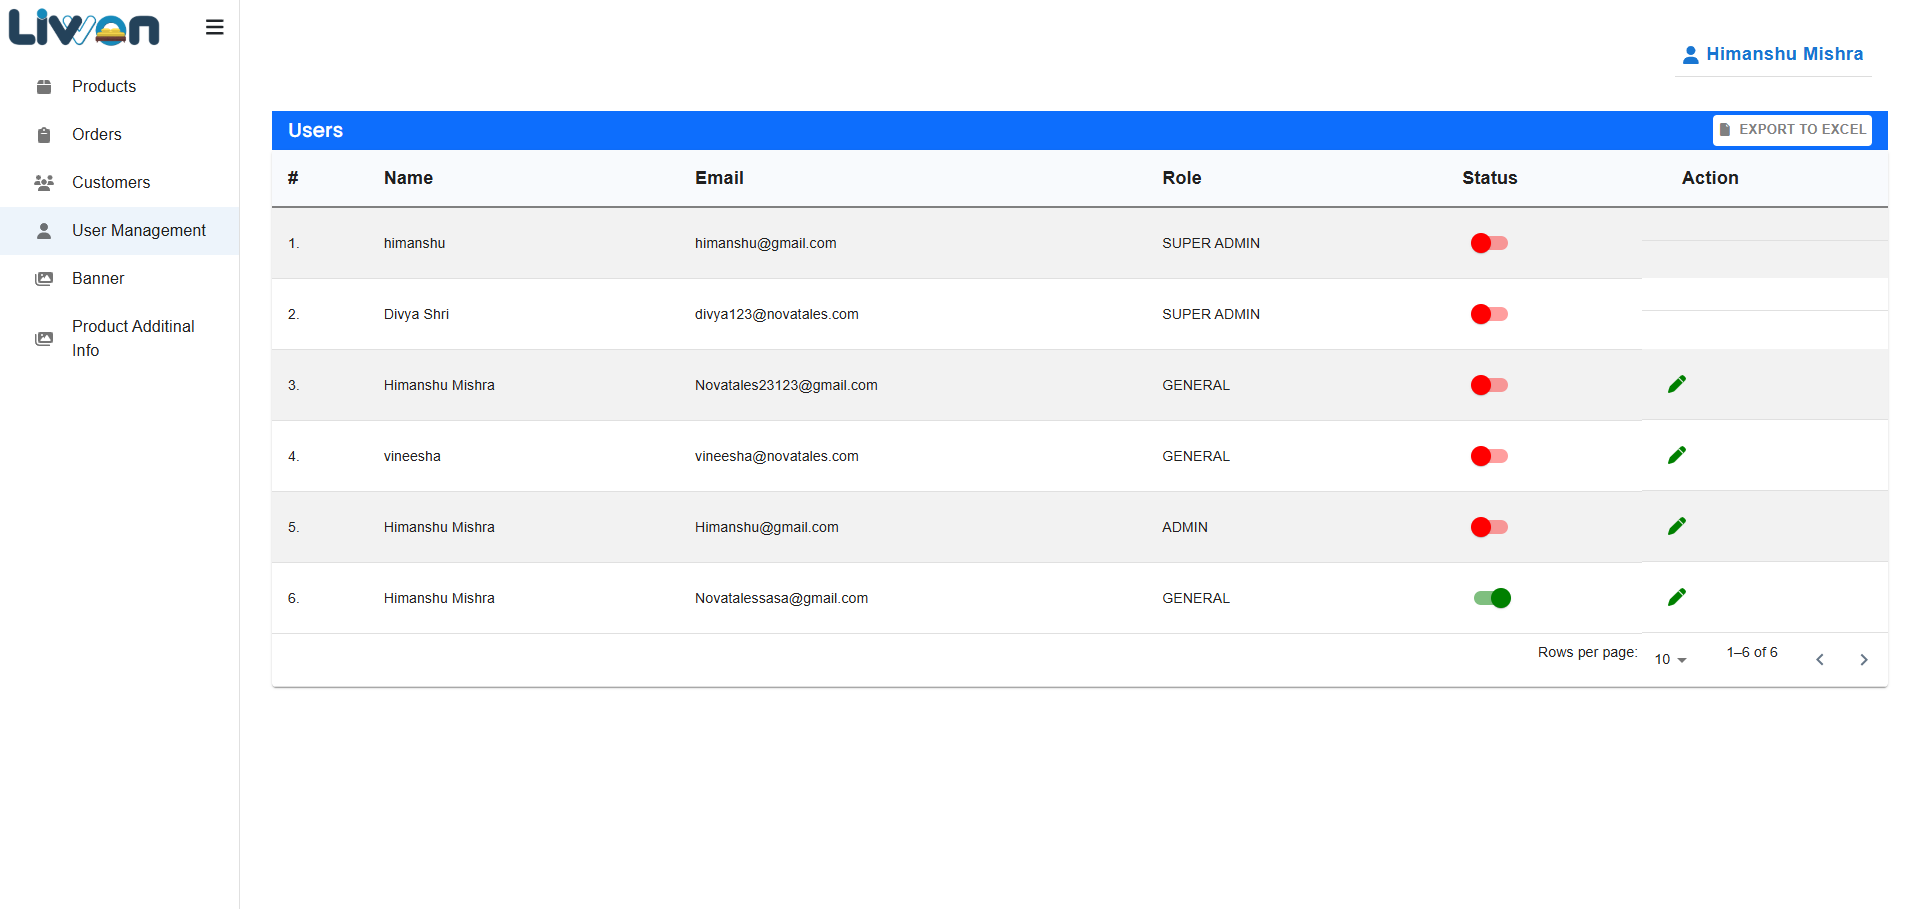 Liwan
Himanshu Mishra
Products
Orders
Customers
User Management
Banner
Product Additinal
Info
Users
EXPORT TO EXCEL
# Name Email Role Status Action
1. himanshu himanshu@gmail.com SUPER ADMIN
2. Divya Shri divya123@novatales.com SUPER ADMIN
3. Himanshu Mishra Novatales23123@gmail.com GENERAL
4. vineesha vineesha@novatales.com GENERAL
5. Himanshu Mishra Himanshu@gmail.com ADMIN
6. Himanshu Mishra Novatalessasa@gmail.com GENERAL
Rows per page: 10 1–6 of 6